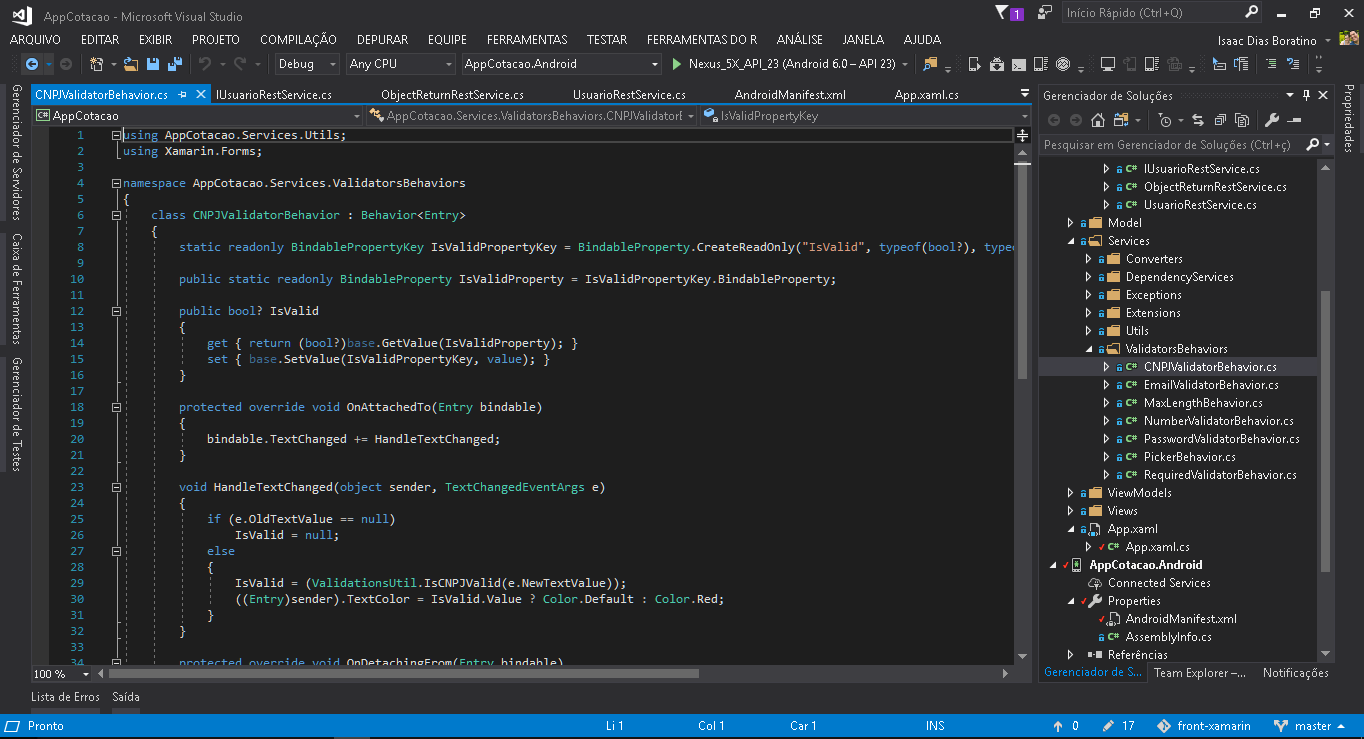 AppCotacao - Microsoft Visual Studio
1
Início Rápido (Ctrl+Q)
ARQUIVO EDITAR EXIBIR PROJETO COMPILAÇÃO DEPURAR EQUIPE FERRAMENTAS TESTAR FERRAMENTAS DO R ANÁLISE JANELA AJUDA
Isaac Dias Boratino
Debug Any CPU AppCotacao.Android Nexus_5X_API_23 (Android 6.0 – API 23)
CNPJValidatorBehavior.cs IUsuarioRestService.cs ObjectReturnRestService.cs UsuarioRestService.cs AndroidManifest.xml App.xaml.cs
C# AppCotacao AppCotacao.Services.ValidatorsBehaviors.CNPJValidatorE IsValidPropertyKey
Gerenciador de Servidores
Caixa de Ferramentas
Gerenciador de Testes
1 using AppCotacao.Services.Utils;
2 using Xamarin.Forms;
3
4 namespace AppCotacao.Services.ValidatorsBehaviors
5 {
6 class CNPJValidatorBehavior : Behavior<Entry>
7 {
8 static readonly BindablePropertyKey IsValidPropertyKey = BindableProperty.CreateReadOnly("IsValid", typeof(bool?), typeo
9
10 public static readonly BindableProperty IsValidProperty = IsValidPropertyKey.BindableProperty;
11
12 public bool? IsValid
13 {
14 get { return (bool?)base.GetValue(IsValidProperty); }
15 set { base.SetValue(IsValidPropertyKey, value); }
16 }
17
18 protected override void OnAttachedTo(Entry bindable)
19 {
20 bindable.TextChanged += HandleTextChanged;
21 }
22
23 void HandleTextChanged(object sender, TextChangedEventArgs e)
24 {
25 if (e.OldTextValue == null)
26 IsValid = null;
27 else
28 {
29 IsValid = (ValidationsUtil.IsCNPJValid(e.NewTextValue));
30 ((Entry)sender).TextColor = IsValid.Value ? Color.Default : Color.Red;
31 }
32 }
33
34 protected override void OnDetachingFrom(Entry bindable)
100 %
Gerenciador de Soluções
Pesquisar em Gerenciador de Soluções (Ctrl+ç)
C# IUsuarioRestService.cs
C# ObjectReturnRestService.cs
C# UsuarioRestService.cs
Model
Services
Converters
DependencyServices
Exceptions
Extensions
Utils
ValidatorsBehaviors
C# CNPJValidatorBehavior.cs
C# EmailValidatorBehavior.cs
C# MaxLengthBehavior.cs
C# NumberValidatorBehavior.cs
C# PasswordValidatorBehavior.cs
C# PickerBehavior.cs
C# RequiredValidatorBehavior.cs
ViewModels
Views
App.xaml
C# App.xaml.cs
AppCotacao.Android
Connected Services
Properties
AndroidManifest.xml
C# AssemblyInfo.cs
Referências
Gerenciador de S... Team Explorer –... Notificações
Propriedades
Lista de Erros Saída
Pronto Li 1 Col 1 Car 1 INS 0 17 front-xamarin master